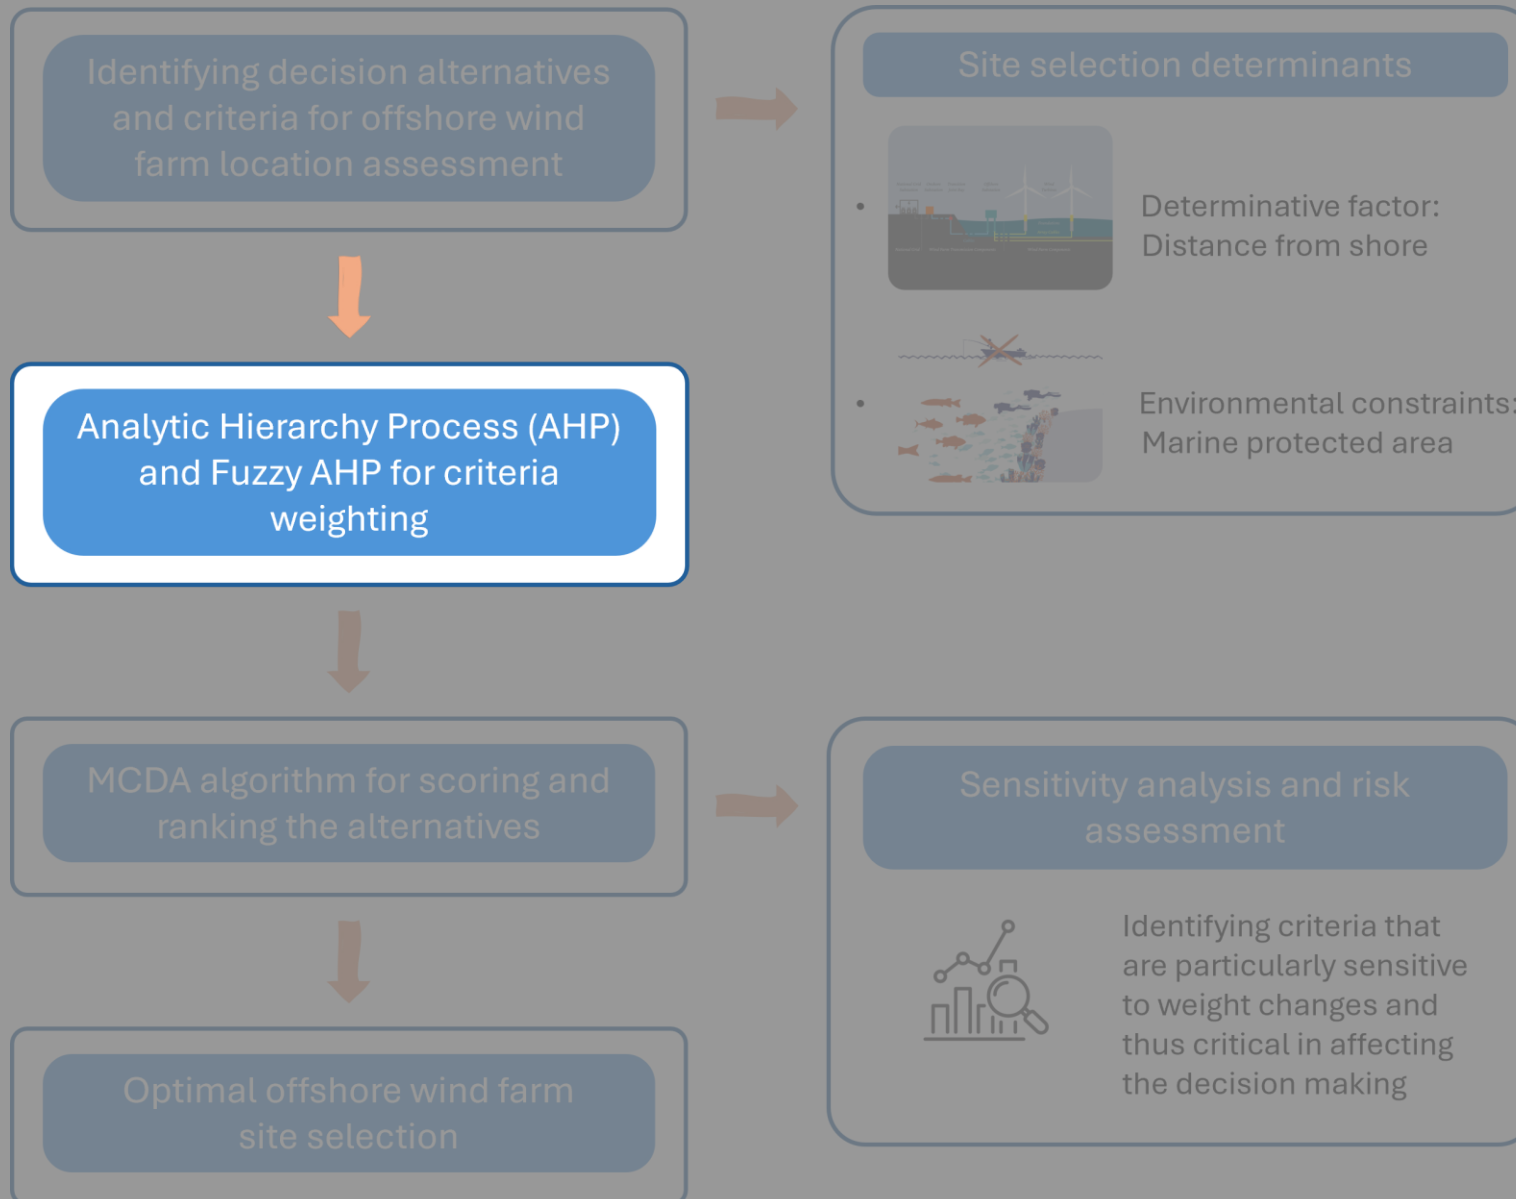 Identifying decision alternatives
and criteria for offshore wind
farm location assessment
Site selection determinants
• Determinative factor:
Distance from shore
• Environmental constraints:
Marine protected area
Analytic Hierarchy Process (AHP)
and Fuzzy AHP for criteria
weighting
MCDA algorithm for scoring and
ranking the alternatives
Sensitivity analysis and risk
assessment
Identifying criteria that
are particularly sensitive
to weight changes and
thus critical in affecting
the decision making
Optimal offshore wind farm
site selection